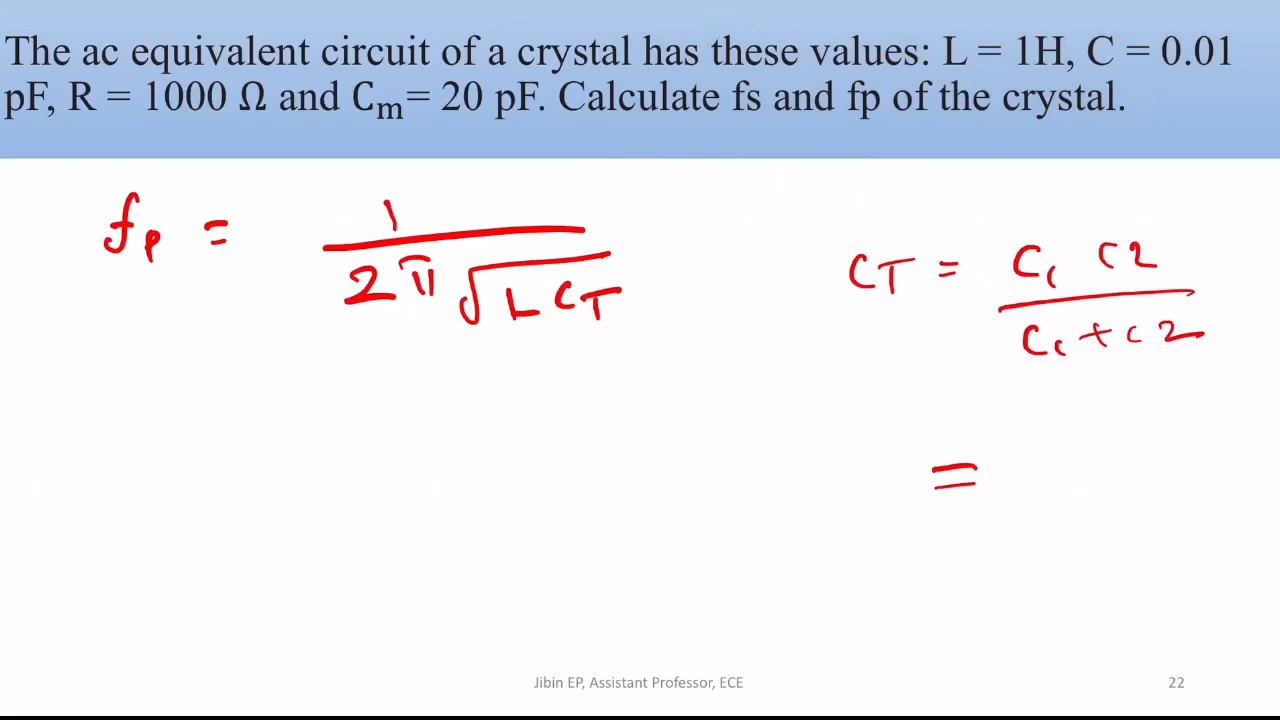 The ac equivalent circuit of a crystal has these values: L = 1H, C = 0.01
pF, R = 1000 Ω and Cₘ= 20 pF. Calculate fs and fp of the crystal.
fp = 1
2π√LCT
CT = C1 C2
C1 + C2
=
Jibin EP, Assistant Professor, ECE
22